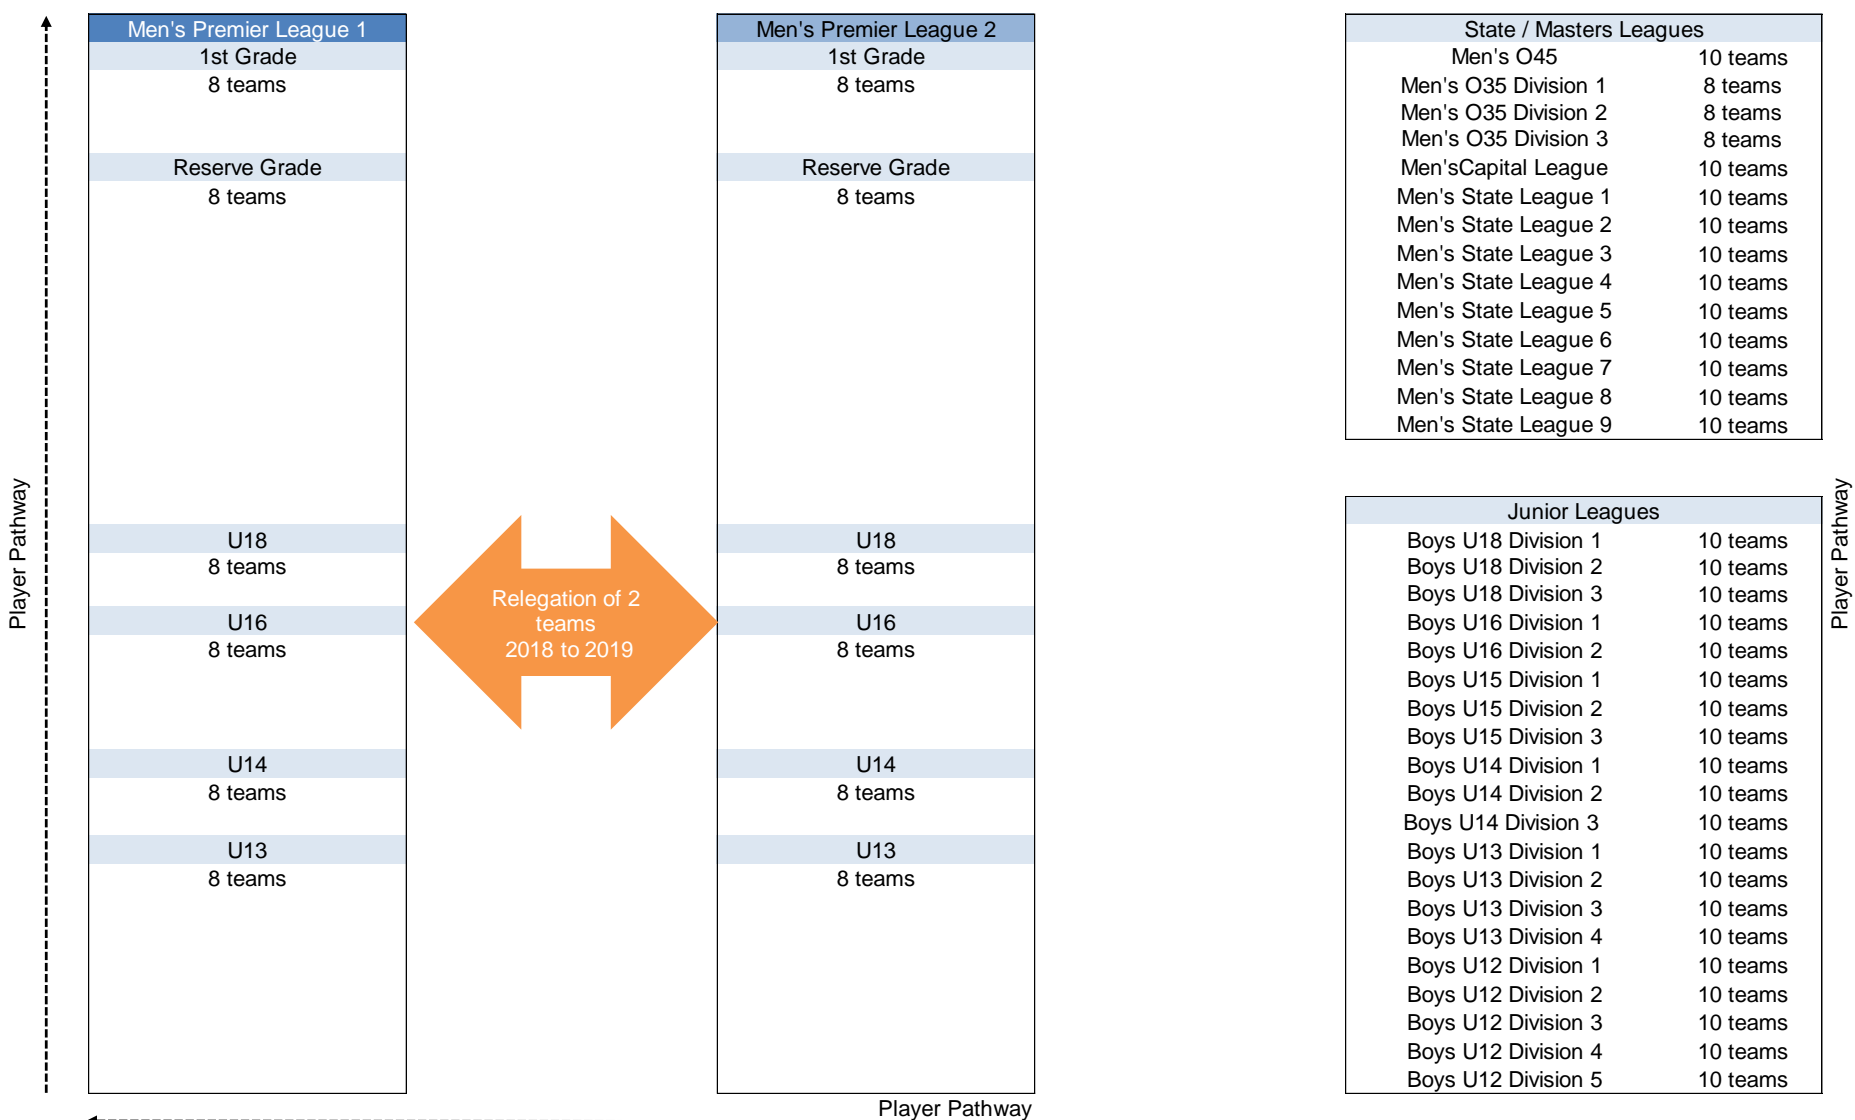 Player Pathway
Men's Premier League 1
1st Grade
8 teams
Reserve Grade
8 teams
U18
8 teams
U16
8 teams
U14
8 teams
U13
8 teams
Relegation of 2
teams
2018 to 2019
Men's Premier League 2
1st Grade
8 teams
Reserve Grade
8 teams
U18
8 teams
U16
8 teams
U14
8 teams
U13
8 teams
Player Pathway
State / Masters Leagues
Men's O45 10 teams
Men's O35 Division 1 8 teams
Men's O35 Division 2 8 teams
Men's O35 Division 3 8 teams
Men'sCapital League 10 teams
Men's State League 1 10 teams
Men's State League 2 10 teams
Men's State League 3 10 teams
Men's State League 4 10 teams
Men's State League 5 10 teams
Men's State League 6 10 teams
Men's State League 7 10 teams
Men's State League 8 10 teams
Men's State League 9 10 teams
Junior Leagues
Boys U18 Division 1 10 teams
Boys U18 Division 2 10 teams
Boys U18 Division 3 10 teams
Boys U16 Division 1 10 teams
Boys U16 Division 2 10 teams
Boys U15 Division 1 10 teams
Boys U15 Division 2 10 teams
Boys U15 Division 3 10 teams
Boys U14 Division 1 10 teams
Boys U14 Division 2 10 teams
Boys U14 Division 3 10 teams
Boys U13 Division 1 10 teams
Boys U13 Division 2 10 teams
Boys U13 Division 3 10 teams
Boys U13 Division 4 10 teams
Boys U12 Division 1 10 teams
Boys U12 Division 2 10 teams
Boys U12 Division 3 10 teams
Boys U12 Division 4 10 teams
Boys U12 Division 5 10 teams
Player Pathway